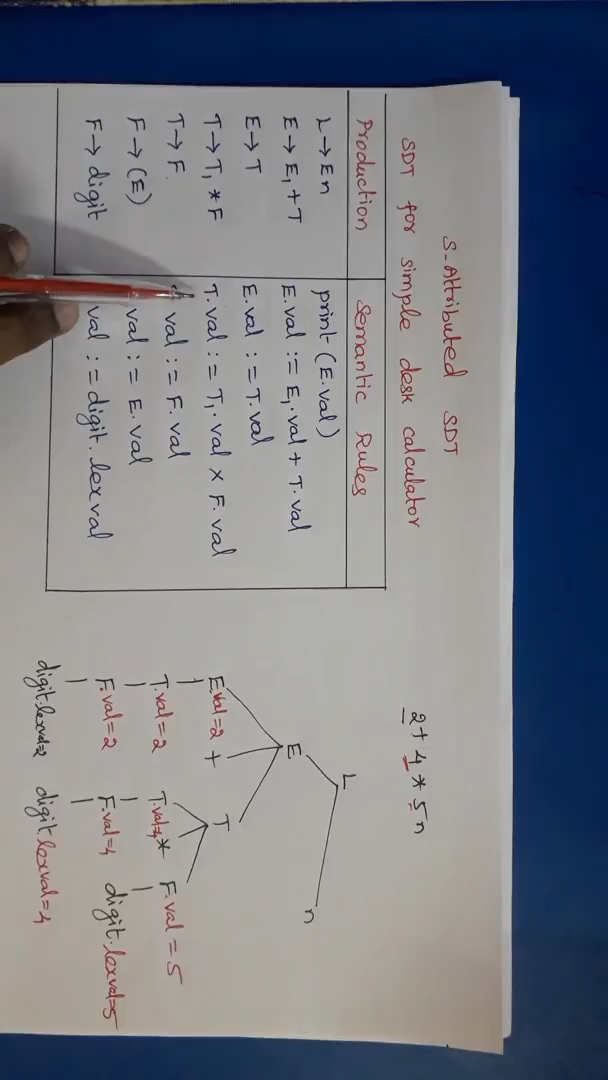 S-Attributed SDT
SDT for simple desk calculator
Production Semantic Rules
L → En print (E.val)
E → E₁ + T E.val := E₁.val + T.val
E → T E.val := T.val
T → T₁ * F T.val := T₁.val × F.val
T → F val := F.val
F → (E) val := E.val
F → digit val := digit.lexval
2 + 4 * 5 n
L
E n
E.val=2 + T
T.val=2 T.val=4 * F.val = 5
F.val=2 F.val=4 digit.lexval=5
digit.lexval=2 digit.lexval=4